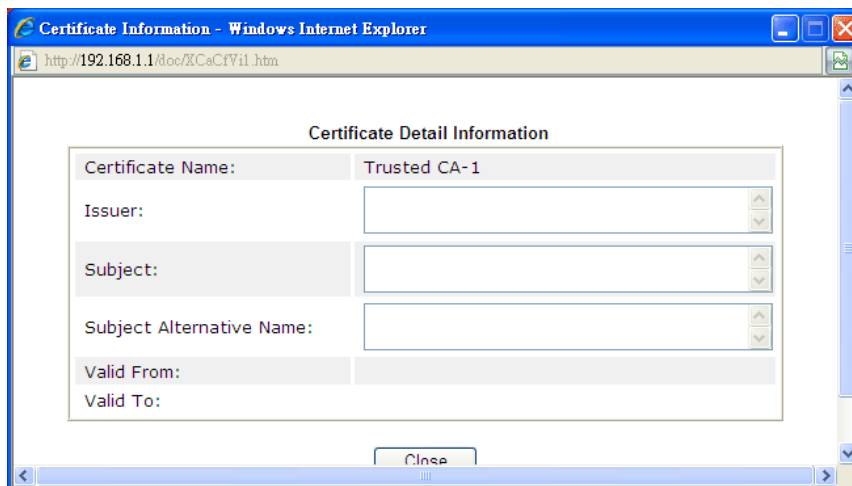 Certificate Information - Windows Internet Explorer
http://192.168.1.1/doc/XCaCfVi1.htm
Certificate Detail Information
Certificate Name: Trusted CA-1
Issuer:
Subject:
Subject Alternative Name:
Valid From:
Valid To:
Close